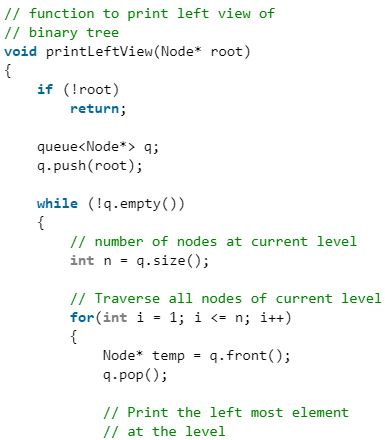 // function to print left view of
// binary tree
void printLeftView(Node* root)
{
    if (!root)
        return;

    queue<Node*> q;
    q.push(root);

    while (!q.empty())
    {
        // number of nodes at current level
        int n = q.size();

        // Traverse all nodes of current level
        for(int i = 1; i <= n; i++)
        {
            Node* temp = q.front();
            q.pop();

            // Print the left most element
            // at the level